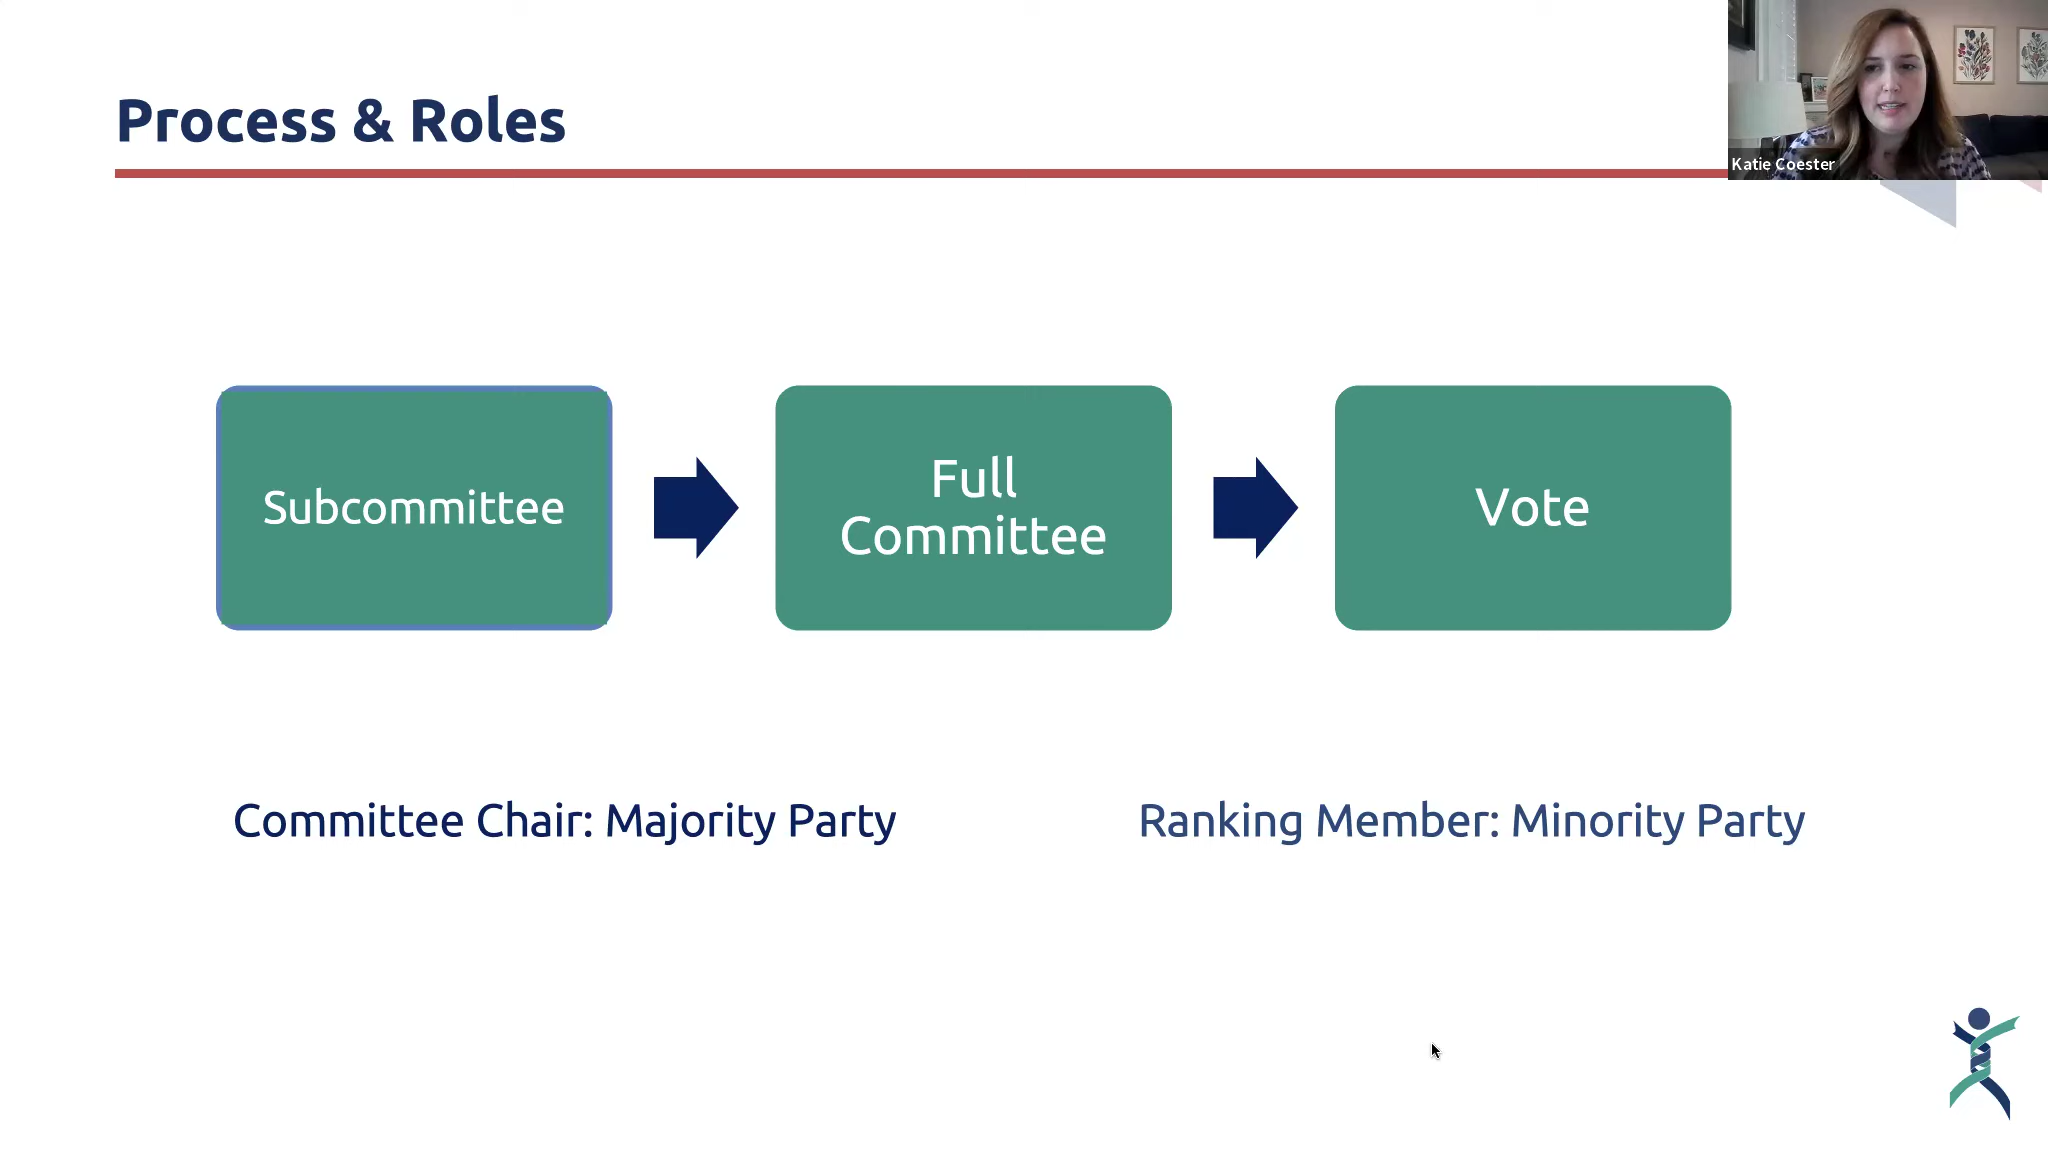 Process & Roles
Katie Coester
Subcommittee
Full
Committee
Vote
Committee Chair: Majority Party
Ranking Member: Minority Party